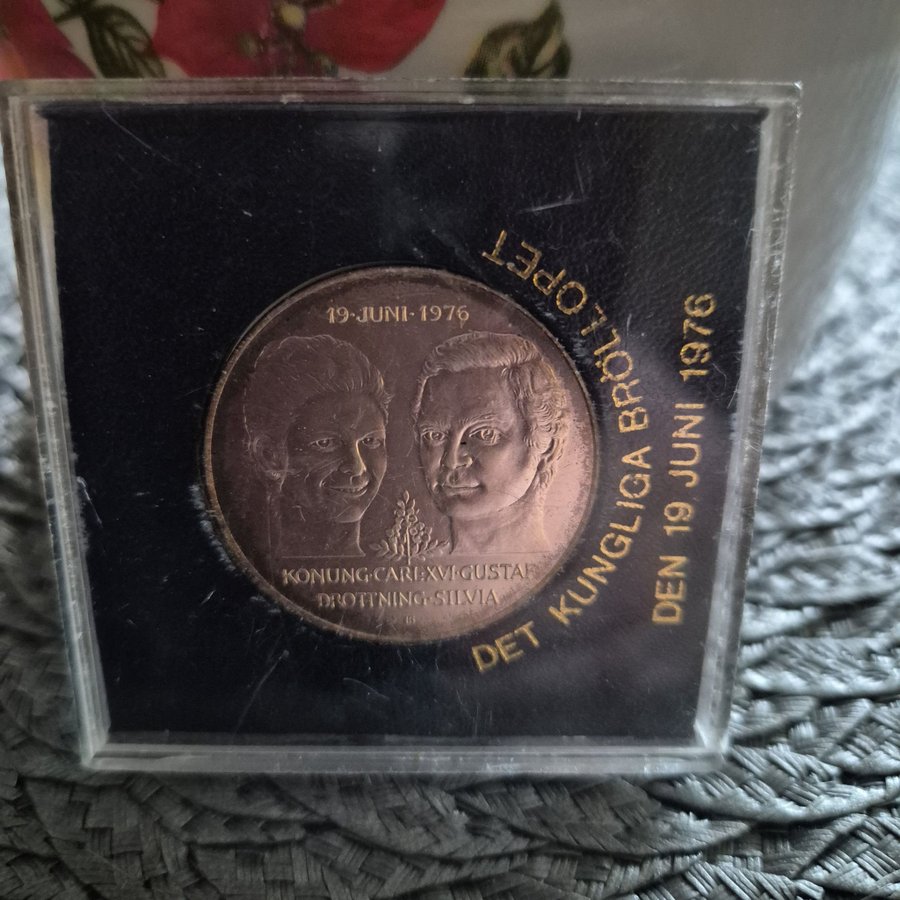 19·JUNI·1976
KONUNG·CARL·XVI·GUSTAF
DROTTNING·SILVIA
DET KUNGLIGA BRÖLLOPET
DEN 19 JUNI 1976